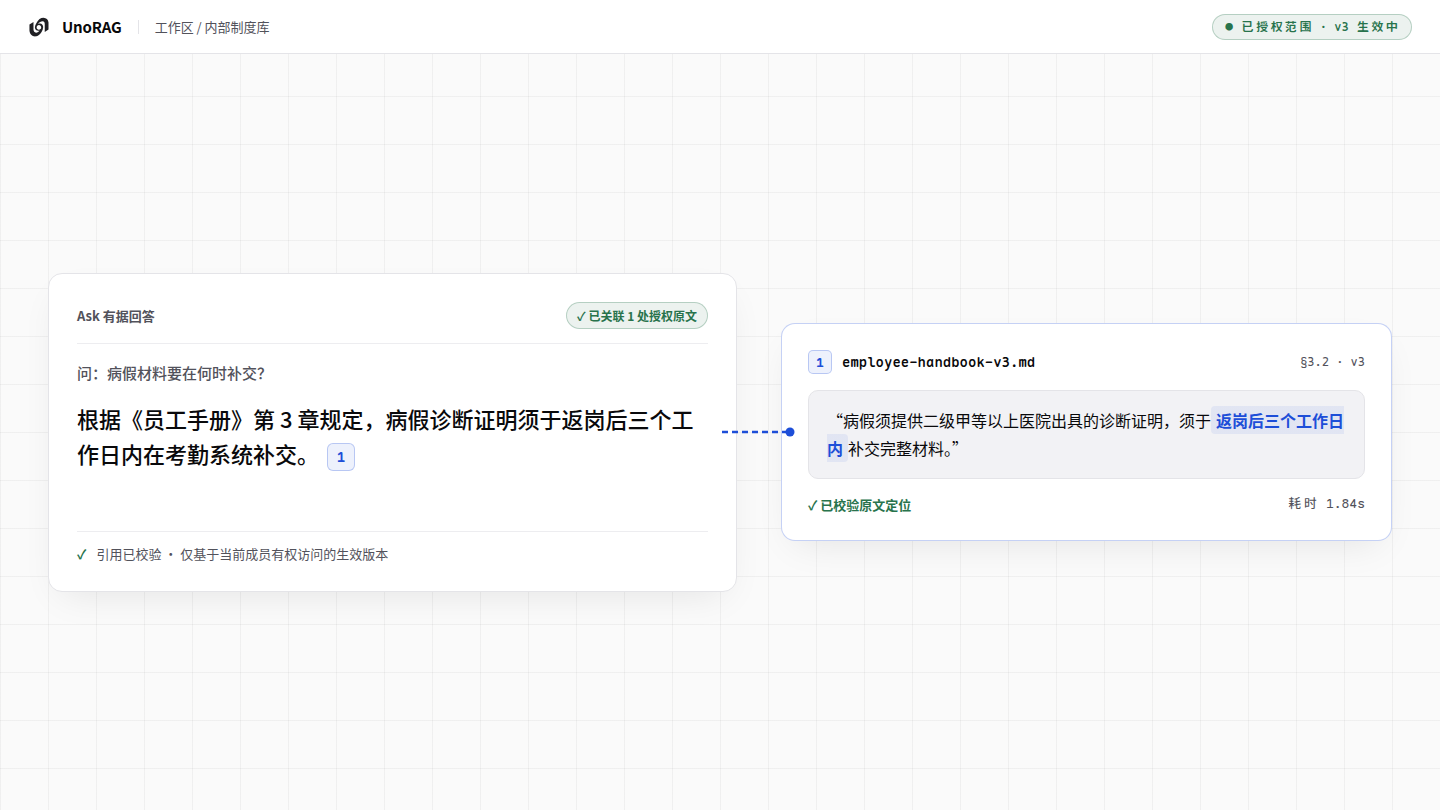 UnoRAG
工作区 / 内部制度库
已授权范围 · v3 生效中
Ask 有据回答
✓ 已关联 1 处授权原文
问：病假材料要在何时补交？
根据《员工手册》第 3 章规定，病假诊断证明须于返岗后三个工
作日内在考勤系统补交。 1
✓ 引用已校验 · 仅基于当前成员有权访问的生效版本
1 employee-handbook-v3.md
§3.2 · v3
“病假须提供二级甲等以上医院出具的诊断证明，须于返岗后三个工作日
内补交完整材料。”
✓ 已校验原文定位
耗时 1.84s